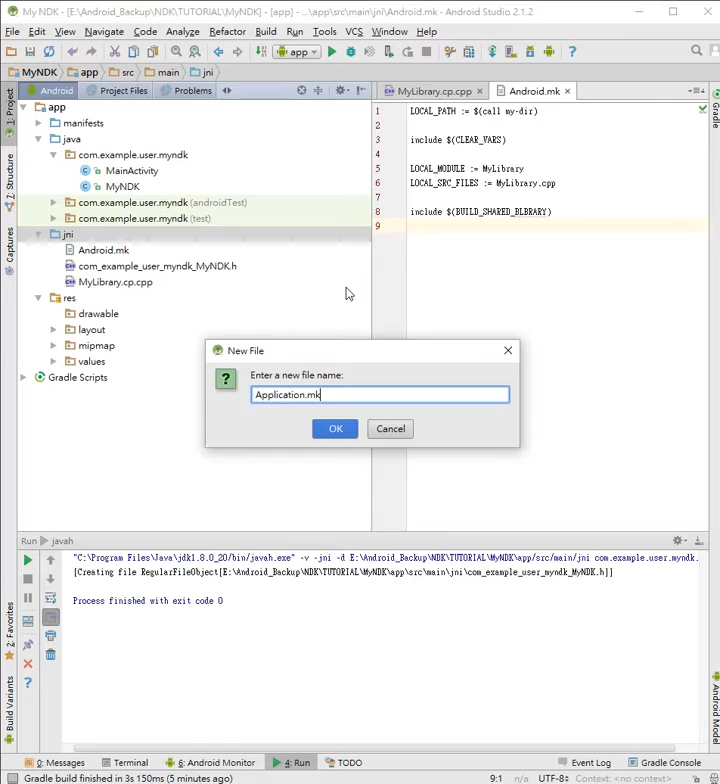 My NDK - [E:\Android_Backup\NDK\TUTORIAL\MyNDK] - [app] - ...\app\src\main\jni\Android.mk - Android Studio 2.1.2
File Edit View Navigate Code Analyze Refactor Build Run Tools VCS Window Help
app
MyNDK app src main jni
Android Project Files Problems
MyLibrary.cp.cpp Android.mk
1: Project
Z: Structure
Captures
2: Favorites
Build Variants
Gradle
Android Model
app
manifests
java
com.example.user.myndk
MainActivity
MyNDK
com.example.user.myndk (androidTest)
com.example.user.myndk (test)
jni
Android.mk
com_example_user_myndk_MyNDK.h
MyLibrary.cp.cpp
res
drawable
layout
mipmap
values
Gradle Scripts
1 LOCAL_PATH := $(call my-dir)
2
3 include $(CLEAR_VARS)
4
5 LOCAL_MODULE := MyLibrary
6 LOCAL_SRC_FILES := MyLibrary.cpp
7
8 include $(BUILD_SHARED_BLBRARY)
9
New File
Enter a new file name:
Application.mk
OK Cancel
Run javah
"C:\Program Files\Java\jdk1.8.0_20/bin/javah.exe" -v -jni -d E:\Android_Backup\NDK\TUTORIAL\MyNDK\app/src/main/jni com.example.user.myndk.
[Creating file RegularFileObject[E:\Android_Backup\NDK\TUTORIAL\MyNDK\app\src\main\jni\com_example_user_myndk_MyNDK.h]]
Process finished with exit code 0
0: Messages Terminal 6: Android Monitor 4: Run TODO Event Log Gradle Console
Gradle build finished in 3s 150ms (5 minutes ago) 9:1 n/a UTF-8 Context: <no context>